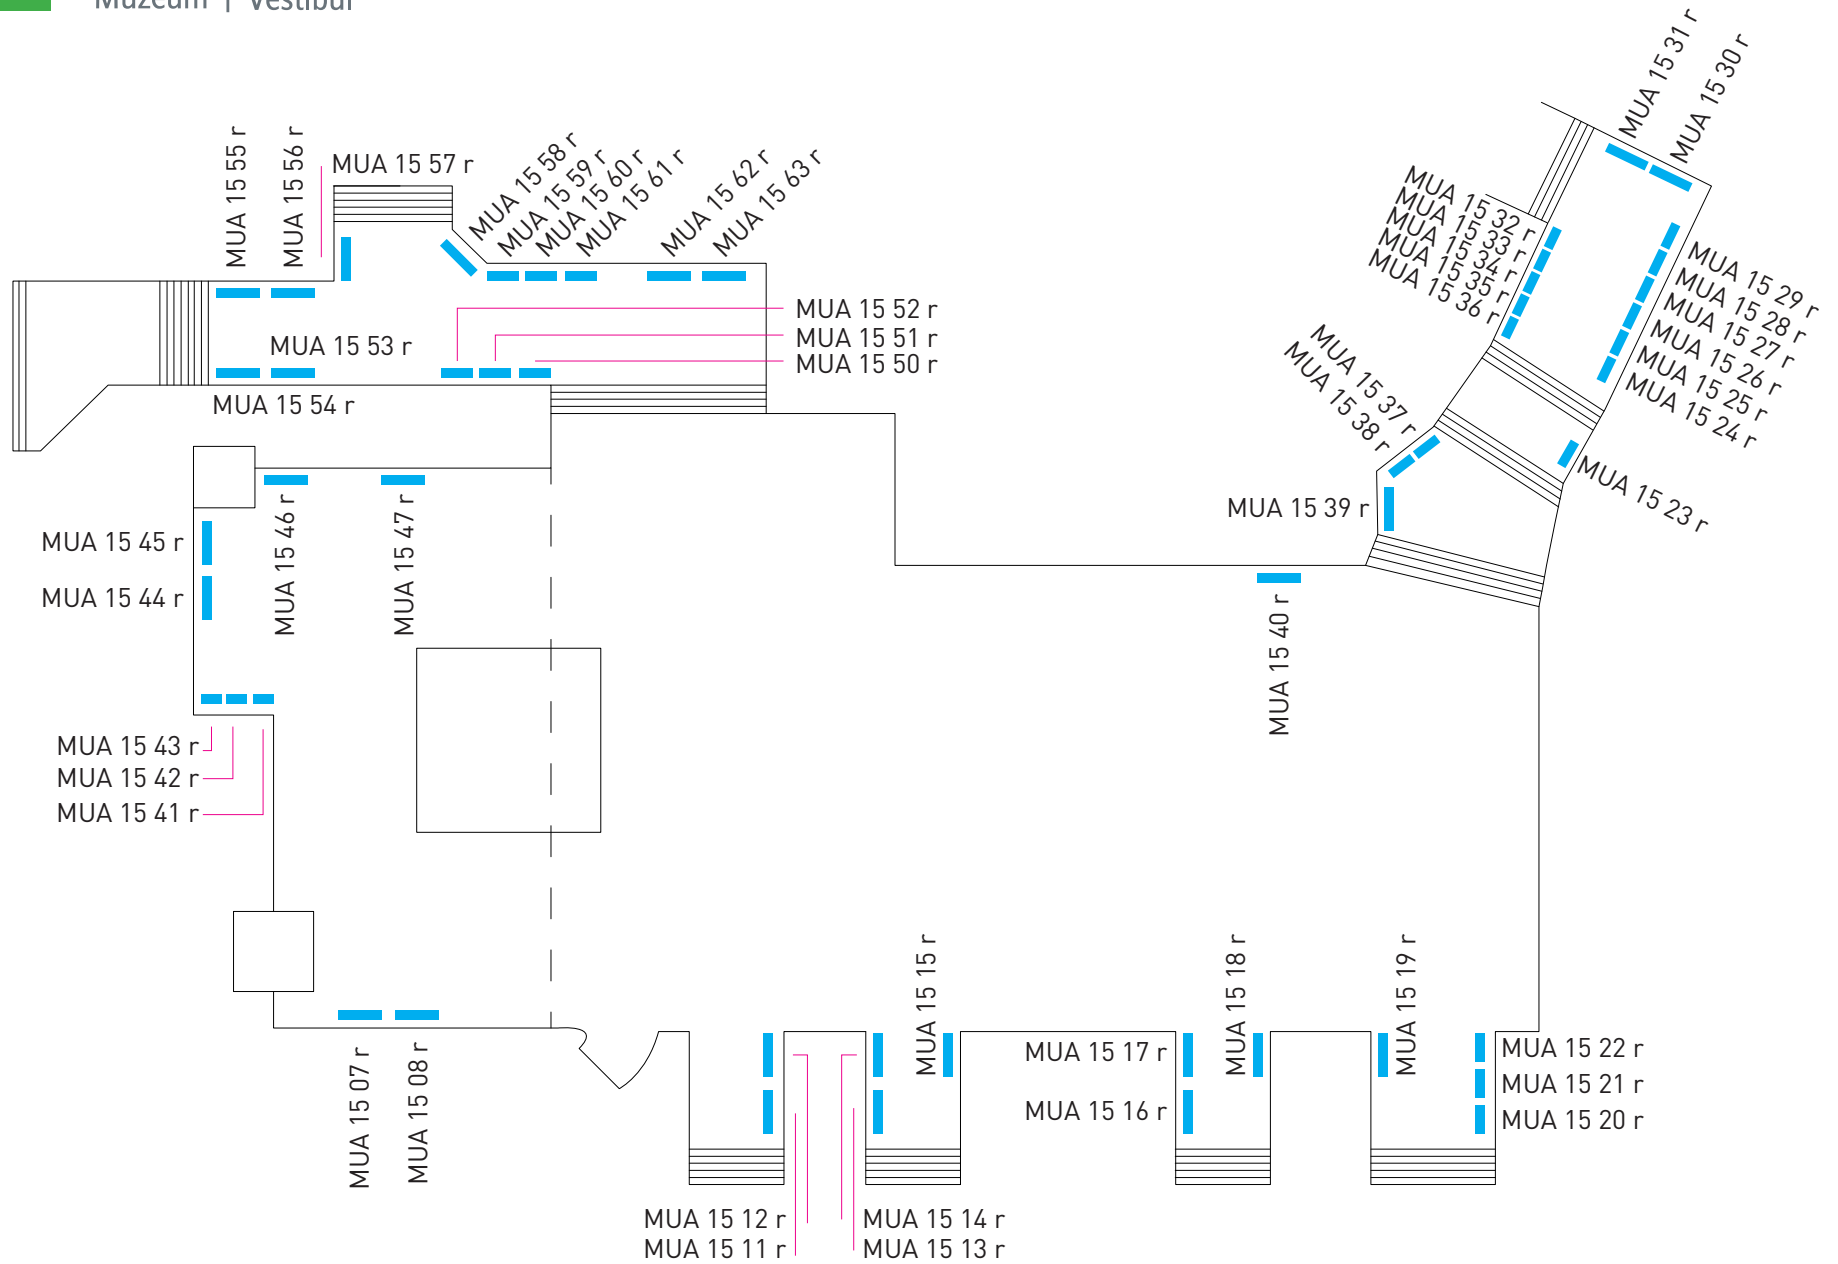 Muzeum | Vestibul
MUA 15 31 r
MUA 15 30 r
MUA 15 55 r
MUA 15 56 r
MUA 15 57 r
MUA 15 58 r
MUA 15 59 r
MUA 15 60 r
MUA 15 61 r
MUA 15 62 r
MUA 15 63 r
MUA 15 32 r
MUA 15 33 r
MUA 15 34 r
MUA 15 35 r
MUA 15 36 r
MUA 15 29 r
MUA 15 28 r
MUA 15 27 r
MUA 15 26 r
MUA 15 25 r
MUA 15 24 r
MUA 15 52 r
MUA 15 51 r
MUA 15 50 r
MUA 15 53 r
MUA 15 54 r
MUA 15 37 r
MUA 15 38 r
MUA 15 23 r
MUA 15 39 r
MUA 15 46 r
MUA 15 47 r
MUA 15 45 r
MUA 15 44 r
MUA 15 40 r
MUA 15 43 r
MUA 15 42 r
MUA 15 41 r
MUA 15 15 r
MUA 15 18 r
MUA 15 19 r
MUA 15 17 r
MUA 15 16 r
MUA 15 22 r
MUA 15 21 r
MUA 15 20 r
MUA 15 07 r
MUA 15 08 r
MUA 15 12 r
MUA 15 11 r
MUA 15 14 r
MUA 15 13 r